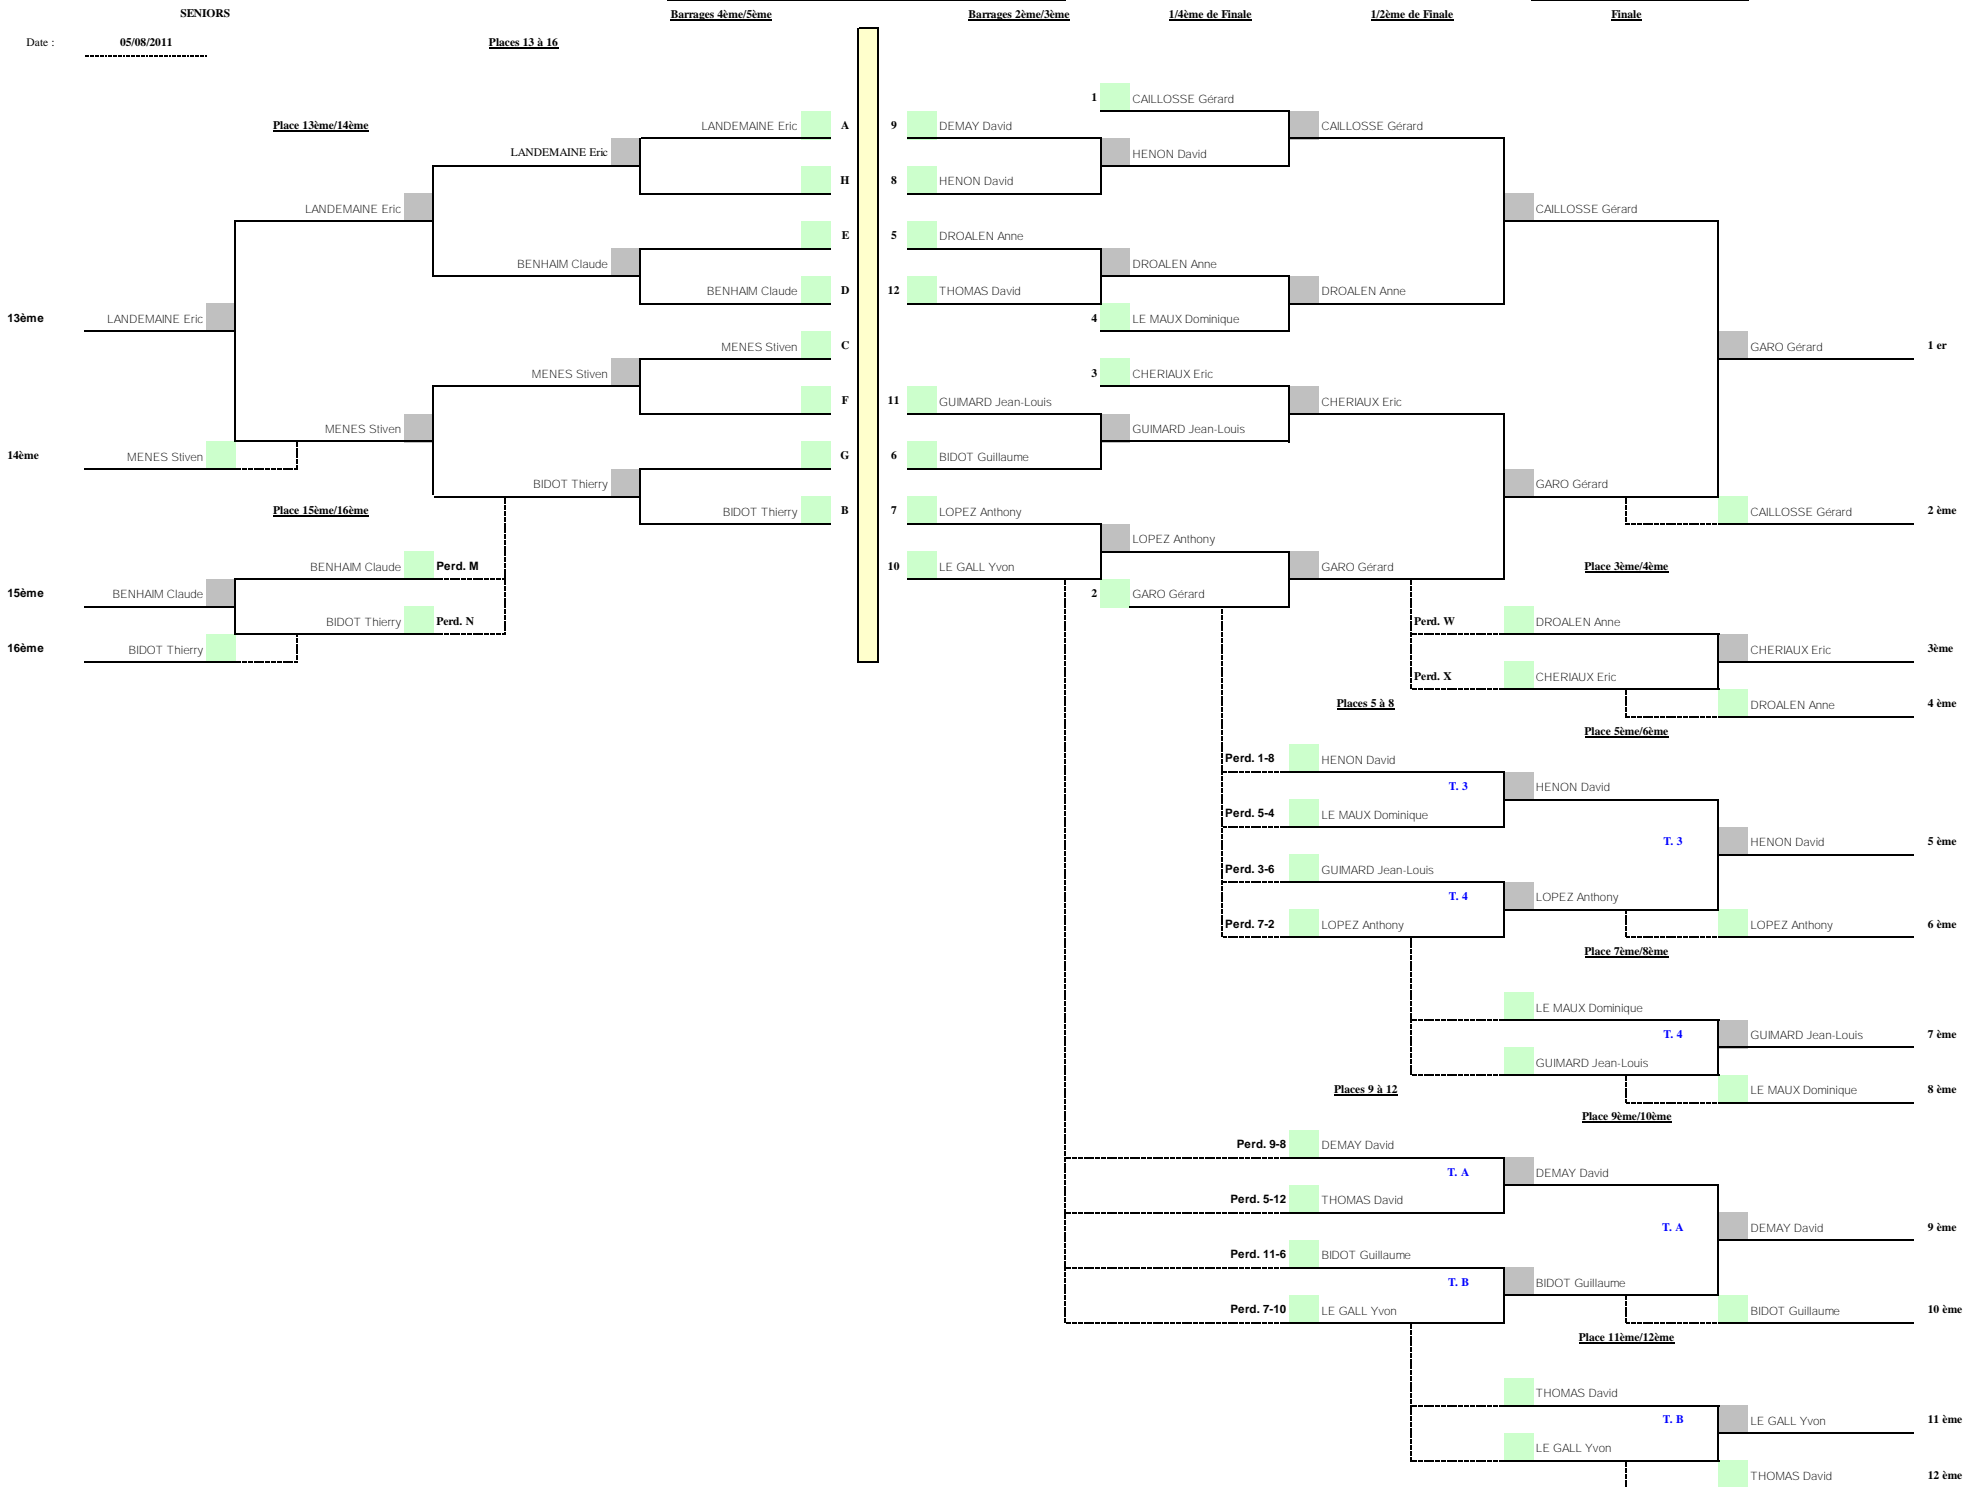 SENIORS
Barrages 4ème/5ème
Barrages 2ème/3ème
1/4ème de Finale
1/2ème de Finale
Finale
Date :
05/08/2011
Places 13 à 16
Place 13ème/14ème
LANDEMAINE Eric
A
LANDEMAINE Eric
H
LANDEMAINE Eric
E
BENHAIM Claude
BENHAIM Claude
D
13ème
LANDEMAINE Eric
MENES Stiven
C
MENES Stiven
F
MENES Stiven
14ème
MENES Stiven
G
BIDOT Thierry
Place 15ème/16ème
BIDOT Thierry
B
BENHAIM Claude
Perd. M
15ème
BENHAIM Claude
BIDOT Thierry
Perd. N
16ème
BIDOT Thierry
1
CAILLOSSE Gérard
9
DEMAY David
CAILLOSSE Gérard
HENON David
8
HENON David
CAILLOSSE Gérard
5
DROALEN Anne
DROALEN Anne
12
THOMAS David
DROALEN Anne
4
LE MAUX Dominique
GARO Gérard
1 er
3
CHERIAUX Eric
11
GUIMARD Jean-Louis
CHERIAUX Eric
GUIMARD Jean-Louis
6
BIDOT Guillaume
GARO Gérard
7
LOPEZ Anthony
CAILLOSSE Gérard
2 ème
LOPEZ Anthony
10
LE GALL Yvon
GARO Gérard
Place 3ème/4ème
2
GARO Gérard
Perd. W
DROALEN Anne
CHERIAUX Eric
3ème
Perd. X
CHERIAUX Eric
Places 5 à 8
DROALEN Anne
4 ème
Place 5ème/6ème
Perd. 1-8
HENON David
T. 3
HENON David
Perd. 5-4
LE MAUX Dominique
T. 3
HENON David
5 ème
Perd. 3-6
GUIMARD Jean-Louis
T. 4
LOPEZ Anthony
Perd. 7-2
LOPEZ Anthony
LOPEZ Anthony
6 ème
Place 7ème/8ème
LE MAUX Dominique
T. 4
GUIMARD Jean-Louis
7 ème
GUIMARD Jean-Louis
Places 9 à 12
LE MAUX Dominique
8 ème
Place 9ème/10ème
Perd. 9-8
DEMAY David
T. A
DEMAY David
Perd. 5-12
THOMAS David
T. A
DEMAY David
9 ème
Perd. 11-6
BIDOT Guillaume
T. B
BIDOT Guillaume
Perd. 7-10
LE GALL Yvon
BIDOT Guillaume
10 ème
Place 11ème/12ème
THOMAS David
T. B
LE GALL Yvon
11 ème
LE GALL Yvon
THOMAS David
12 ème